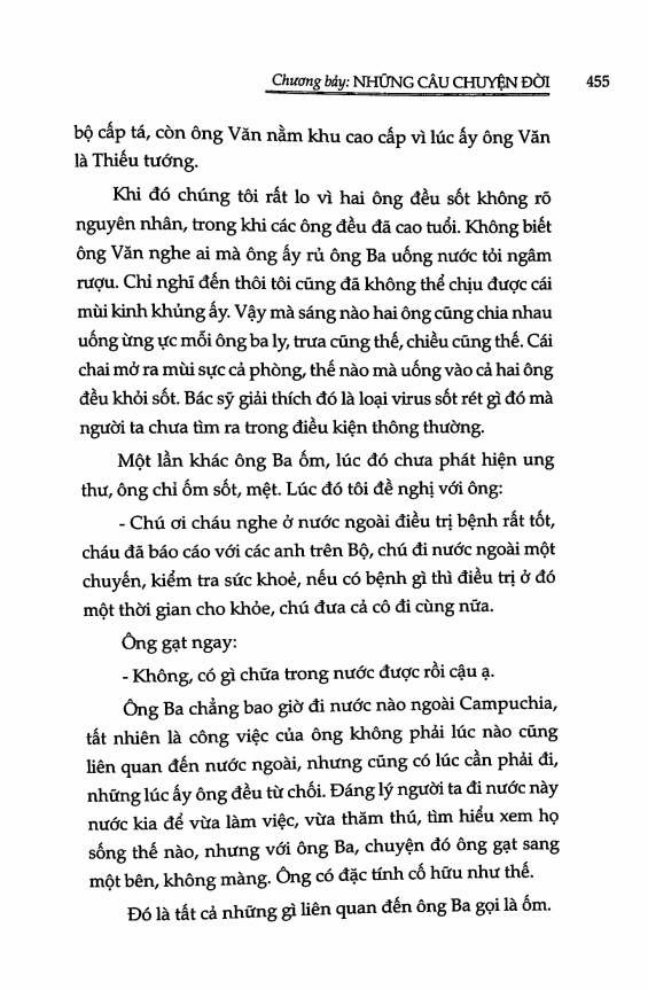 Chương bảy: NHỮNG CÂU CHUYỆN ĐỜI 455
bộ cấp tá, còn ông Văn nằm khu cao cấp vì lúc ấy ông Văn
là Thiếu tướng.
Khi đó chúng tôi rất lo vì hai ông đều sốt không rõ
nguyên nhân, trong khi các ông đều đã cao tuổi. Không biết
ông Văn nghe ai mà ông ấy rủ ông Ba uống nước tỏi ngâm
rượu. Chỉ nghĩ đến thôi tôi cũng đã không thể chịu được cái
mùi kinh khủng ấy. Vậy mà sáng nào hai ông cũng chia nhau
uống ừng ực mỗi ông ba ly, trưa cũng thế, chiều cũng thế. Cái
chai mở ra mùi sực cả phòng, thế nào mà uống vào cả hai ông
đều khỏi sốt. Bác sỹ giải thích đó là loại virus sốt rét gì đó mà
người ta chưa tìm ra trong điều kiện thông thường.
Một lần khác ông Ba ốm, lúc đó chưa phát hiện ung
thư, ông chỉ ốm sốt, mệt. Lúc đó tôi đề nghị với ông:
- Chú ơi cháu nghe ở nước ngoài điều trị bệnh rất tốt,
cháu đã báo cáo với các anh trên Bộ, chú đi nước ngoài một
chuyến, kiểm tra sức khoẻ, nếu có bệnh gì thì điều trị ở đó
một thời gian cho khỏe, chú đưa cả cô đi cùng nữa.
Ông gạt ngay:
- Không, có gì chữa trong nước được rồi cậu ạ.
Ông Ba chẳng bao giờ đi nước nào ngoài Campuchia,
tất nhiên là công việc của ông không phải lúc nào cũng
liên quan đến nước ngoài, nhưng cũng có lúc cần phải đi,
những lúc ấy ông đều từ chối. Đáng lý người ta đi nước này
nước kia để vừa làm việc, vừa thăm thú, tìm hiểu xem họ
sống thế nào, nhưng với ông Ba, chuyện đó ông gạt sang
một bên, không màng. Ông có đặc tính cố hữu như thế.
Đó là tất cả những gì liên quan đến ông Ba gọi là ốm.